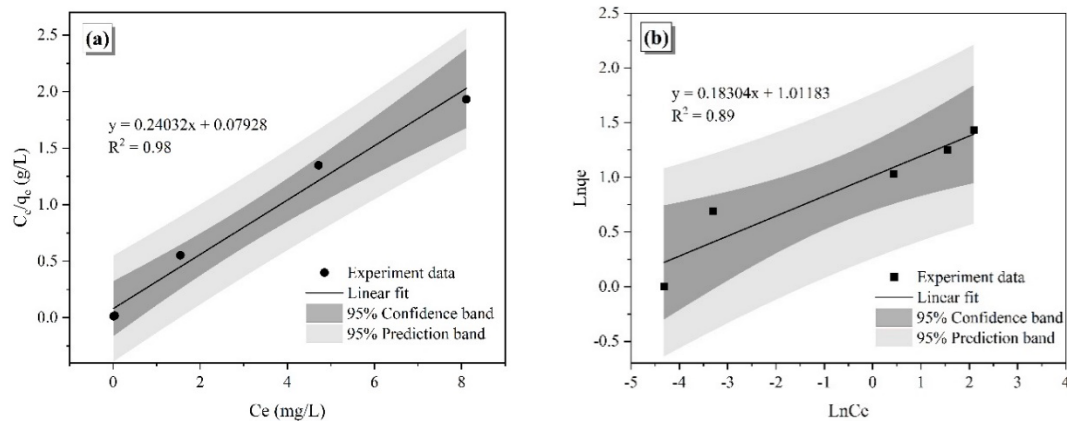 (a)
2.5
2.0
1.5
1.0
0.5
0.0
Ce/qe (g/L)
y = 0.24032x + 0.07928
R² = 0.98
Experiment data
Linear fit
95% Confidence band
95% Prediction band
0 2 4 6 8
Ce (mg/L)
(b)
2.5
2.0
1.5
1.0
0.5
0.0
-0.5
Lnqe
y = 0.18304x + 1.01183
R² = 0.89
Experiment data
Linear fit
95% Confidence band
95% Prediction band
-5 -4 -3 -2 -1 0 1 2 3 4
LnCe